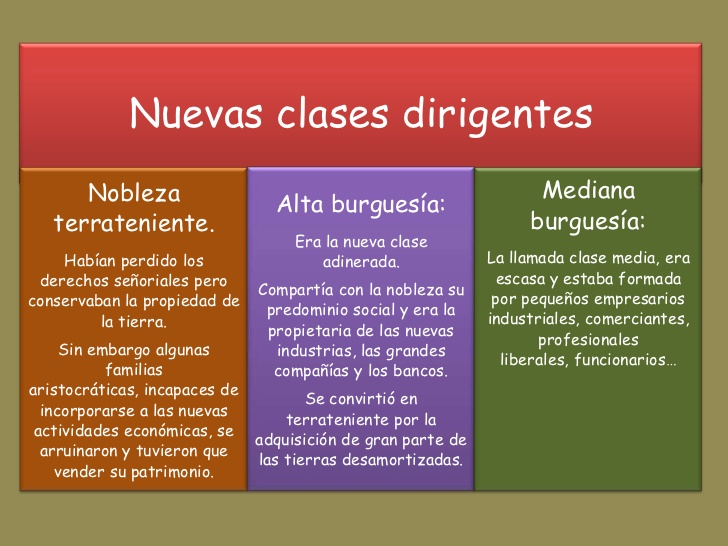 Nuevas clases dirigentes
Nobleza
terrateniente.
Habían perdido los
derechos señoriales pero
conservaban la propiedad de
la tierra.
Sin embargo algunas
familias
aristocráticas, incapaces de
incorporarse a las nuevas
actividades económicas, se
arruinaron y tuvieron que
vender su patrimonio.
Alta burguesía:
Era la nueva clase
adinerada.
Compartía con la nobleza su
predominio social y era la
propietaria de las nuevas
industrias, las grandes
compañías y los bancos.
Se convirtió en
terrateniente por la
adquisición de gran parte de
las tierras desamortizadas.
Mediana
burguesía:
La llamada clase media, era
escasa y estaba formada
por pequeños empresarios
industriales, comerciantes,
profesionales
liberales, funcionarios…